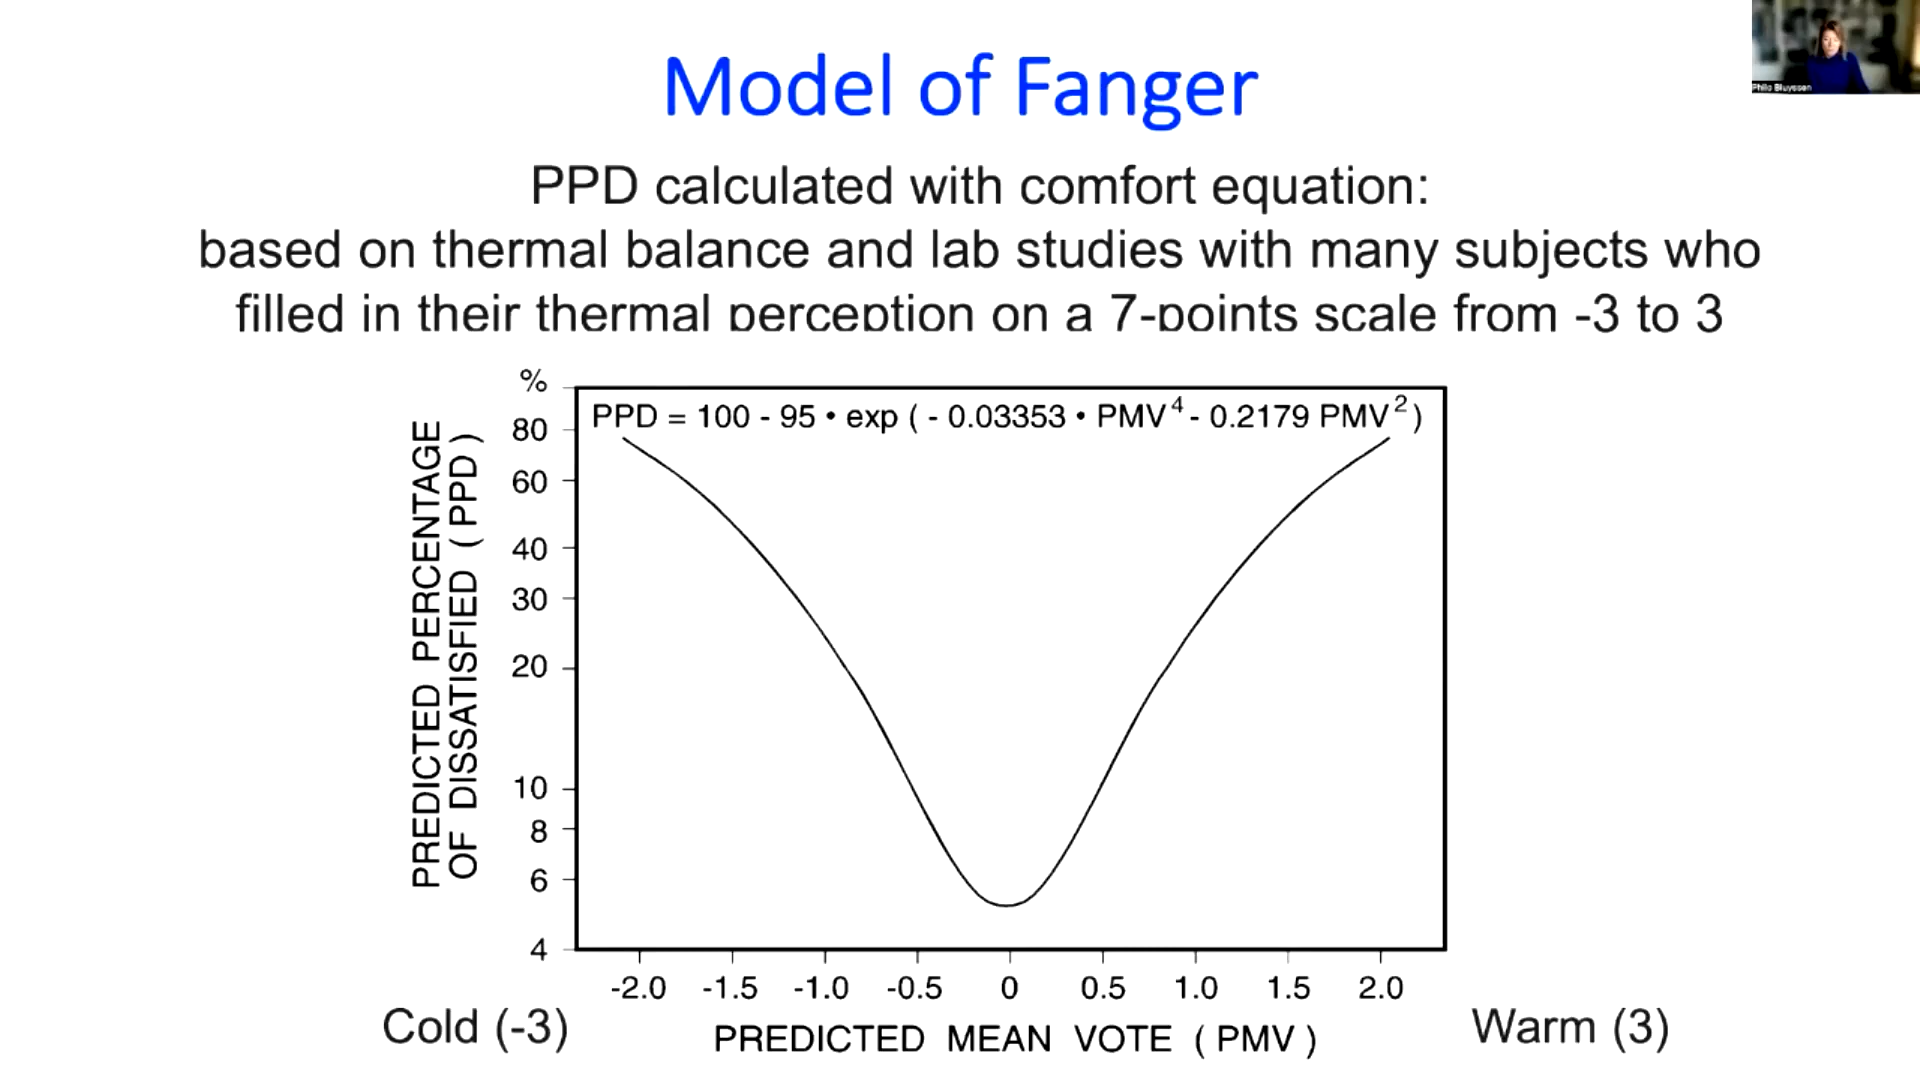 Model of Fanger
Philo Bluyssen
PPD calculated with comfort equation:
based on thermal balance and lab studies with many subjects who
filled in their thermal perception on a 7-points scale from -3 to 3
%
PPD = 100 - 95 • exp ( - 0.03353 • PMV⁴ - 0.2179 PMV² )
80
60
40
30
20
10
8
6
4
PREDICTED PERCENTAGE
OF DISSATISFIED ( PPD )
-2.0 -1.5 -1.0 -0.5 0 0.5 1.0 1.5 2.0
Cold (-3)
PREDICTED MEAN VOTE ( PMV )
Warm (3)